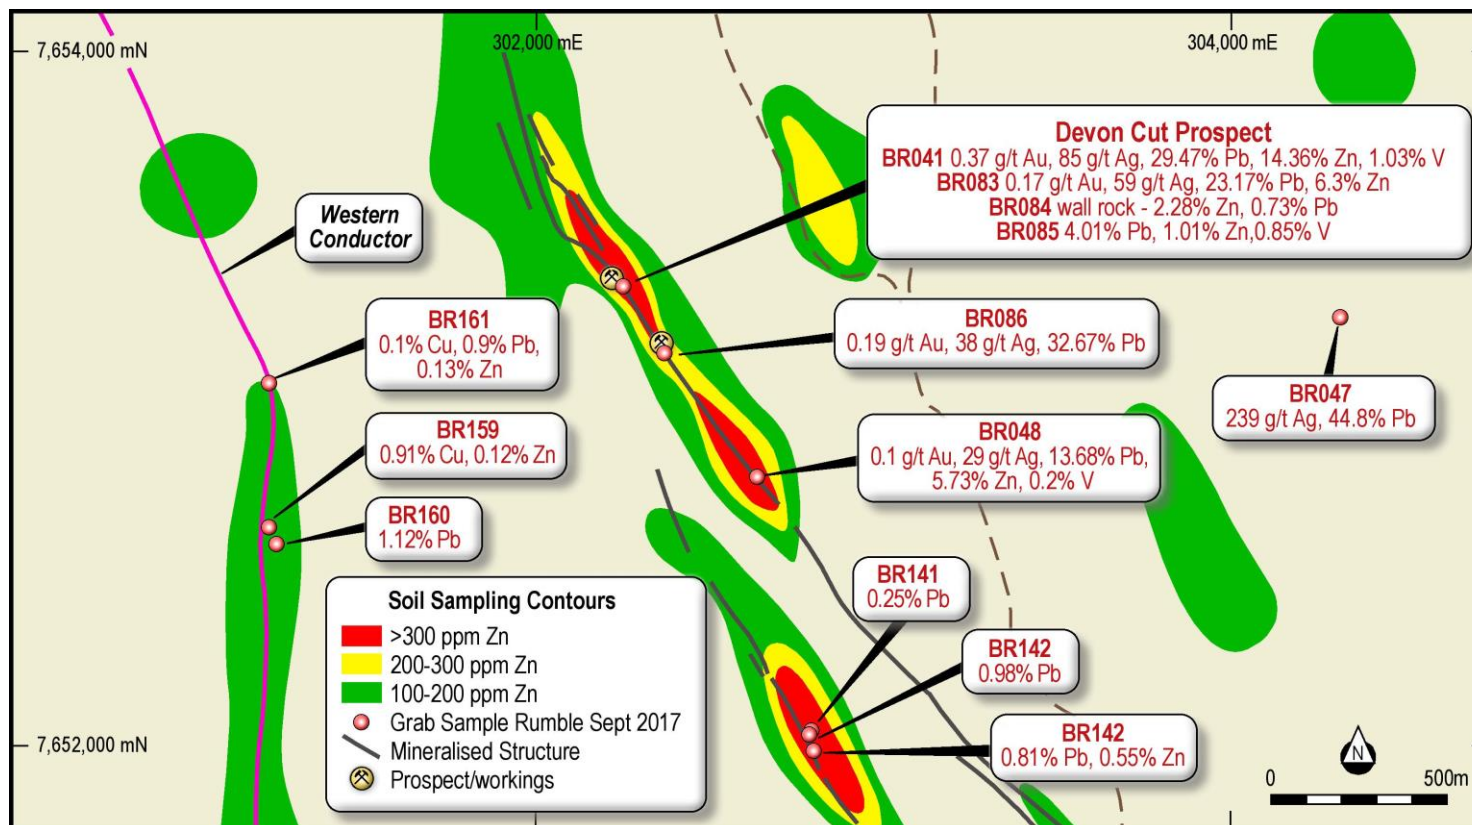 302,000 mE
304,000 mE
7,654,000 mN
Devon Cut Prospect
BR041 0.37 g/t Au, 85 g/t Ag, 29.47% Pb, 14.36% Zn, 1.03% V
BR083 0.17 g/t Au, 59 g/t Ag, 23.17% Pb, 6.3% Zn
BR084 wall rock - 2.28% Zn, 0.73% Pb
BR085 4.01% Pb, 1.01% Zn,0.85% V
Western
Conductor
BR161
0.1% Cu, 0.9% Pb,
0.13% Zn
BR086
0.19 g/t Au, 38 g/t Ag, 32.67% Pb
BR047
239 g/t Ag, 44.8% Pb
BR159
0.91% Cu, 0.12% Zn
BR048
0.1 g/t Au, 29 g/t Ag, 13.68% Pb,
5.73% Zn, 0.2% V
BR160
1.12% Pb
BR141
0.25% Pb
BR142
0.98% Pb
BR142
0.81% Pb, 0.55% Zn
Soil Sampling Contours
>300 ppm Zn
200-300 ppm Zn
100-200 ppm Zn
Grab Sample Rumble Sept 2017
Mineralised Structure
Prospect/workings
7,652,000 mN
N
0 500m